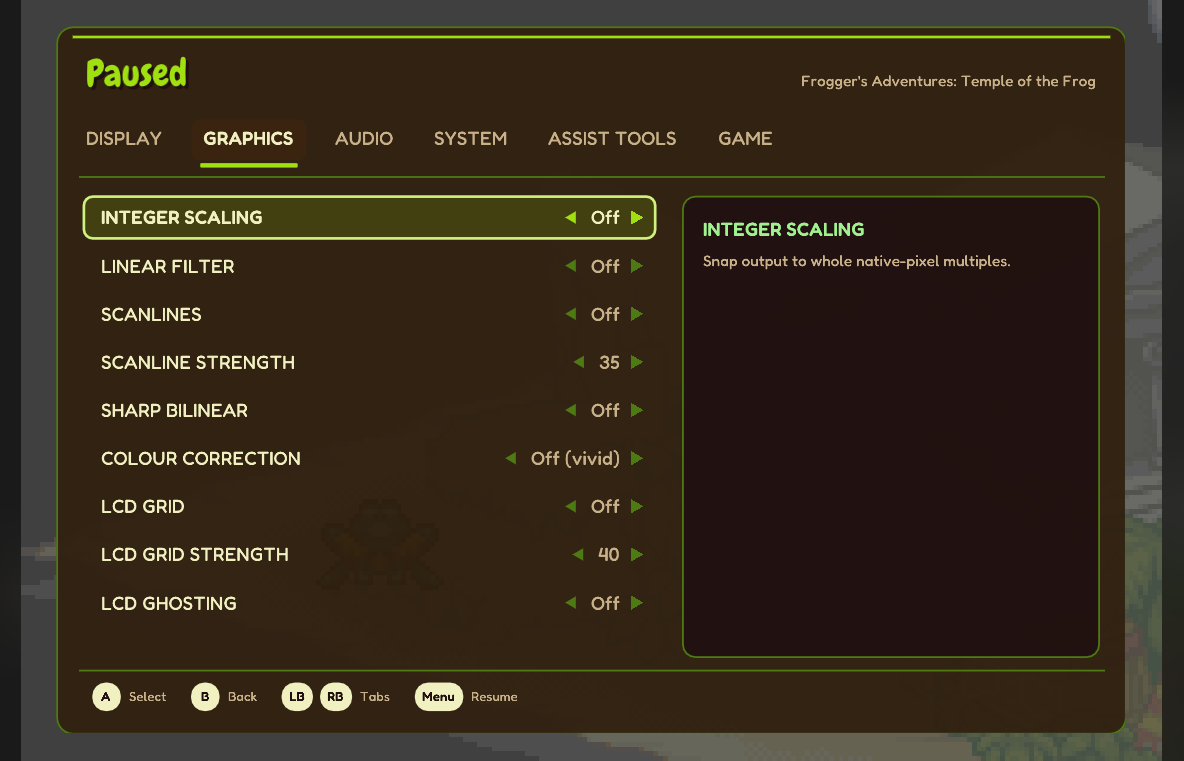 Paused
Frogger's Adventures: Temple of the Frog
DISPLAY GRAPHICS AUDIO SYSTEM ASSIST TOOLS GAME
INTEGER SCALING Off
LINEAR FILTER Off
SCANLINES Off
SCANLINE STRENGTH 35
SHARP BILINEAR Off
COLOUR CORRECTION Off (vivid)
LCD GRID Off
LCD GRID STRENGTH 40
LCD GHOSTING Off
INTEGER SCALING
Snap output to whole native-pixel multiples.
A Select B Back LB RB Tabs Menu Resume